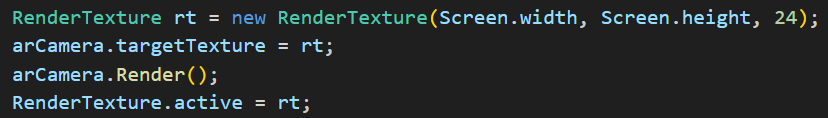 RenderTexture rt = new RenderTexture(Screen.width, Screen.height, 24);
arCamera.targetTexture = rt;
arCamera.Render();
RenderTexture.active = rt;